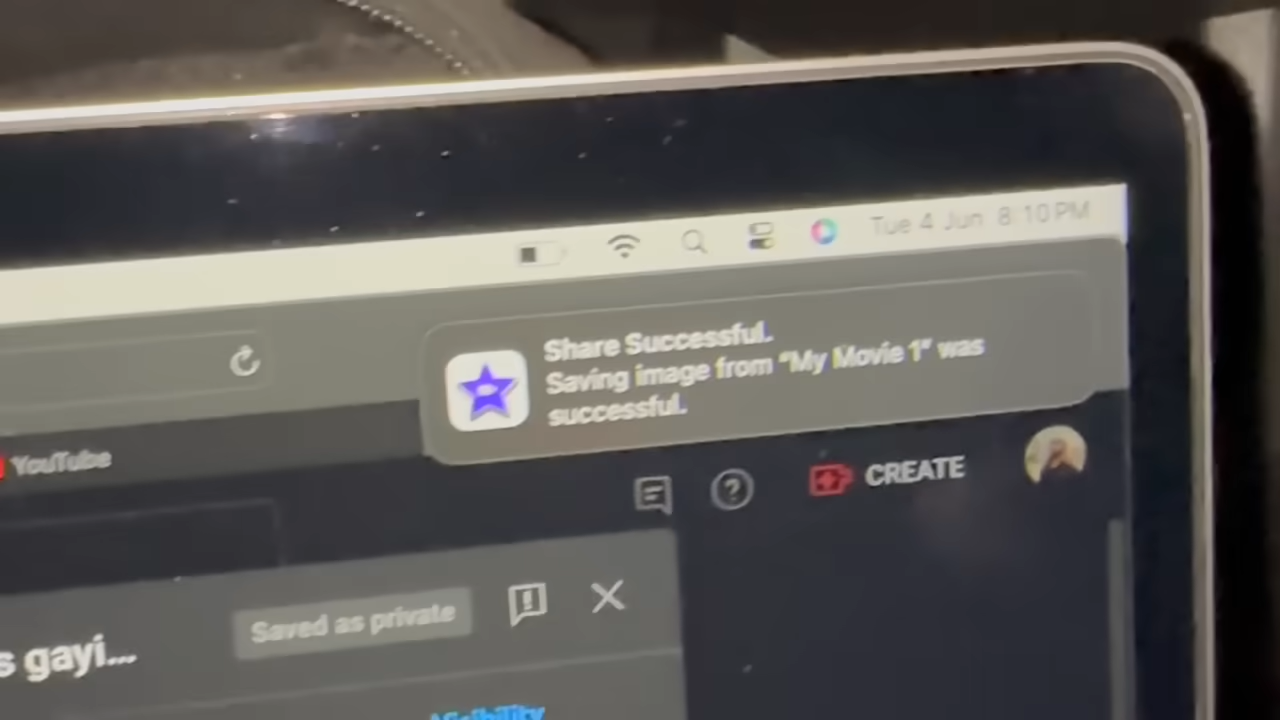 Tue 4 Jun 8:10 PM
Share Successful.
Saving image from “My Movie 1” was
successful.
YouTube
CREATE
s gayi...
Saved as private
Visibility